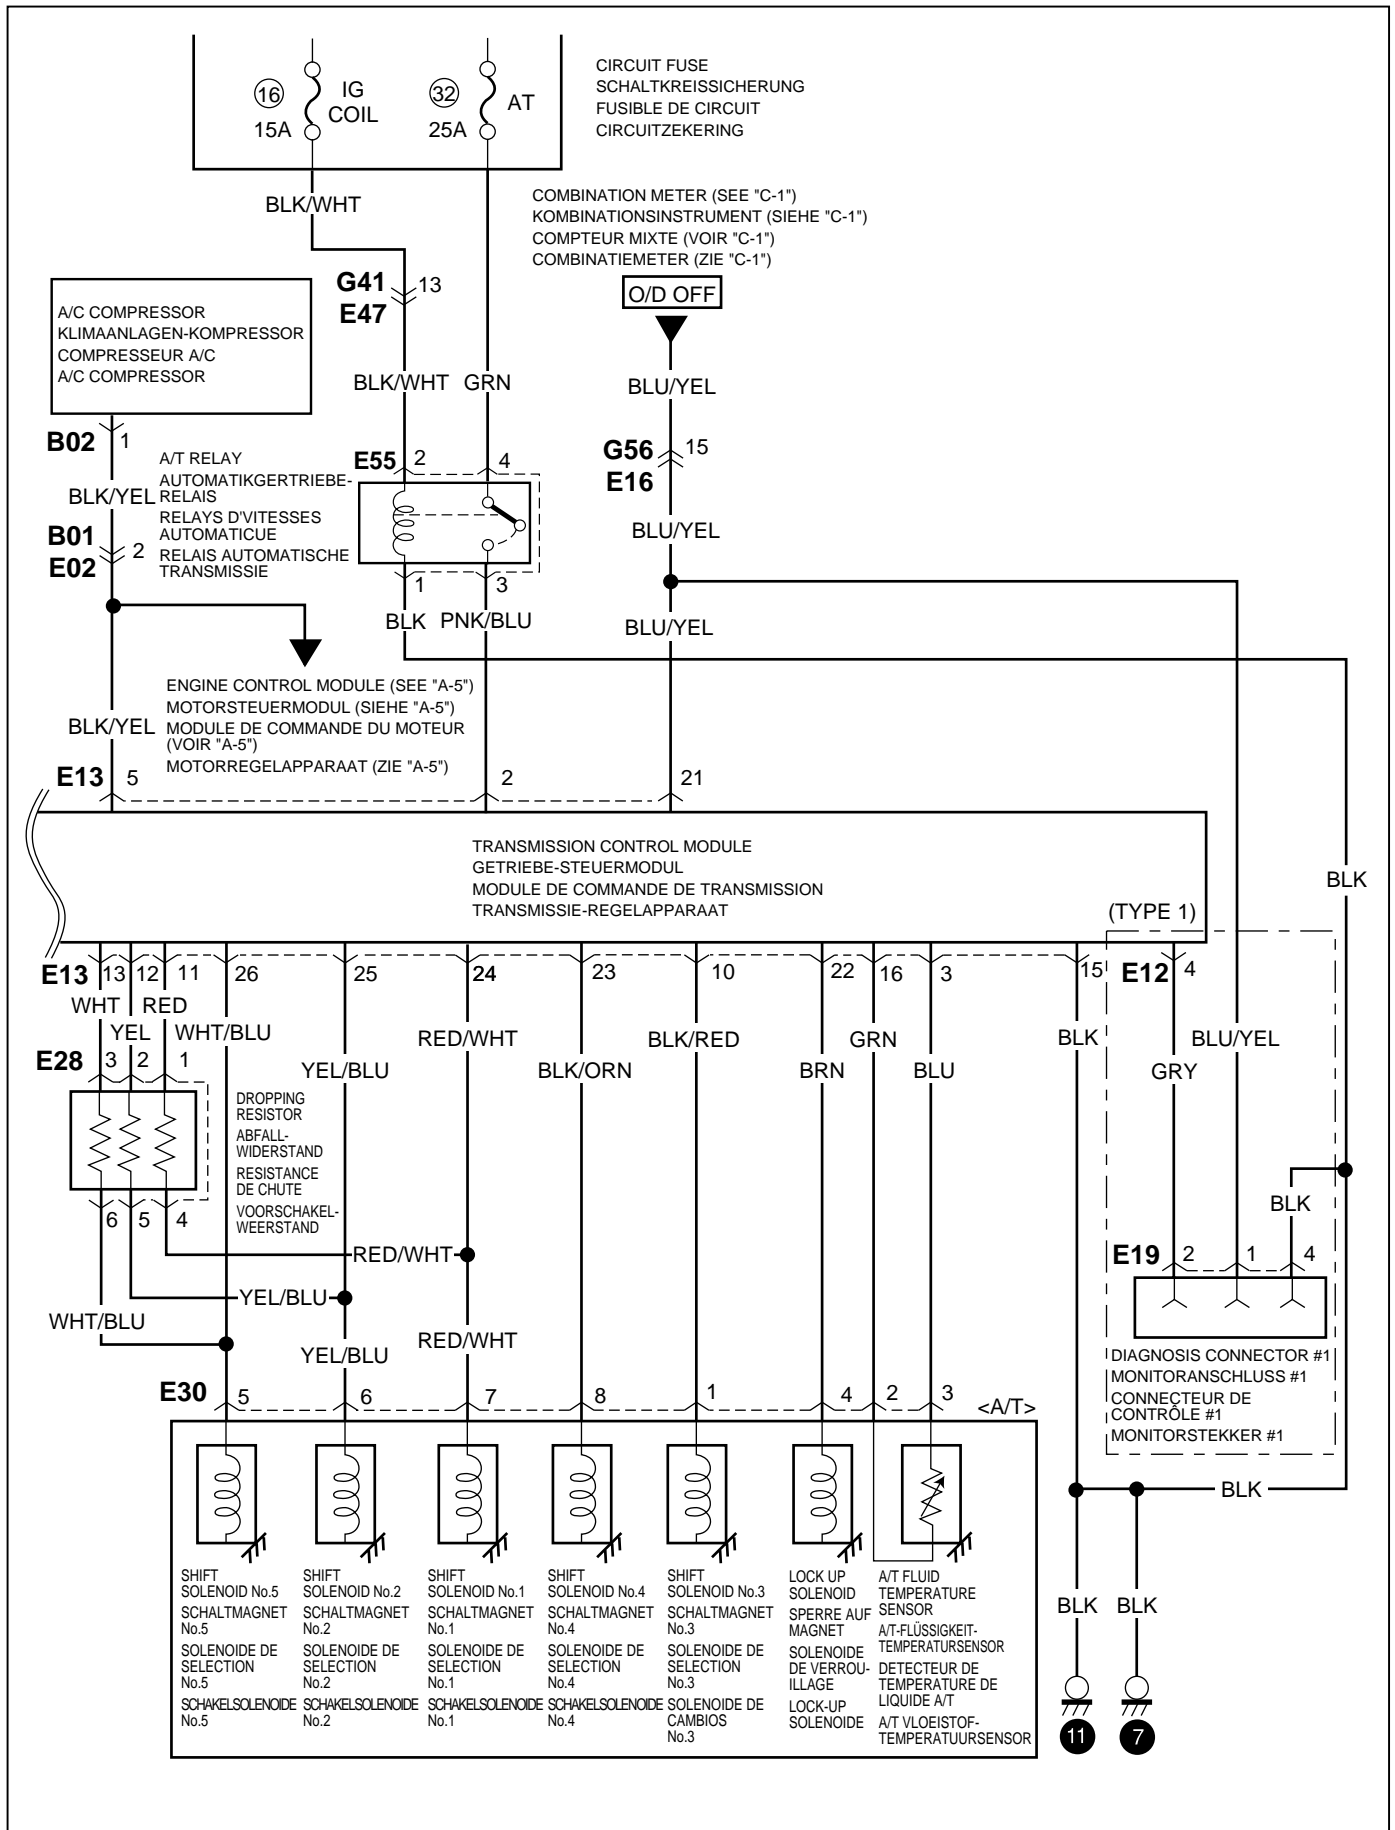 CIRCUIT FUSE
SCHALTKREISSICHERUNG
FUSIBLE DE CIRCUIT
CIRCUITZEKERING
16
IG
COIL
15A
32
AT
25A
BLK/WHT
COMBINATION METER (SEE "C-1")
KOMBINATIONSINSTRUMENT (SIEHE "C-1")
COMPTEUR MIXTE (VOIR "C-1")
COMBINATIEMETER (ZIE "C-1")
O/D OFF
G41
13
E47
A/C COMPRESSOR
KLIMAANLAGEN-KOMPRESSOR
COMPRESSEUR A/C
A/C COMPRESSOR
BLK/WHT
GRN
BLU/YEL
B02
1
G56
15
E16
A/T RELAY
AUTOMATIKGERTRIEBE-
RELAIS
RELAYS D'VITESSES
AUTOMATICUE
RELAIS AUTOMATISCHE
TRANSMISSIE
E55
2
4
BLK/YEL
B01
2
E02
BLU/YEL
1
3
BLK
PNK/BLU
BLU/YEL
ENGINE CONTROL MODULE (SEE "A-5")
MOTORSTEUERMODUL (SIEHE "A-5")
MODULE DE COMMANDE DU MOTEUR
(VOIR "A-5")
MOTORREGELAPPARAAT (ZIE "A-5")
BLK/YEL
E13
5
2
21
TRANSMISSION CONTROL MODULE
GETRIEBE-STEUERMODUL
MODULE DE COMMANDE DE TRANSMISSION
TRANSMISSIE-REGELAPPARAAT
BLK
(TYPE 1)
E13
13
12
11
26
25
24
23
10
22
16
3
15
E12
4
WHT
RED
YEL
WHT/BLU
YEL/BLU
RED/WHT
BLK/ORN
BLK/RED
BRN
GRN
BLU
BLK
GRY
BLU/YEL
E28
3
2
1
DROPPING
RESISTOR
ABFALL-
WIDERSTAND
RESISTANCE
DE CHUTE
VOORSCHAKEL-
WEERSTAND
6
5
4
BLK
RED/WHT
E19
2
1
4
YEL/BLU
WHT/BLU
RED/WHT
YEL/BLU
DIAGNOSIS CONNECTOR #1
MONITORANSCHLUSS #1
CONNECTEUR DE
CONTRÔLE #1
MONITORSTEKKER #1
E30
5
6
7
8
1
4
2
3
<A/T>
BLK
SHIFT
SOLENOID No.5
SCHALTMAGNET
No.5
SOLENOIDE DE
SELECTION
No.5
SCHAKELSOLENOIDE
No.5
SHIFT
SOLENOID No.2
SCHALTMAGNET
No.2
SOLENOIDE DE
SELECTION
No.2
SCHAKELSOLENOIDE
No.2
SHIFT
SOLENOID No.1
SCHALTMAGNET
No.1
SOLENOIDE DE
SELECTION
No.1
SCHAKELSOLENOIDE
No.1
SHIFT
SOLENOID No.4
SCHALTMAGNET
No.4
SOLENOIDE DE
SELECTION
No.4
SCHAKELSOLENOIDE
No.4
SHIFT
SOLENOID No.3
SCHALTMAGNET
No.3
SOLENOIDE DE
SELECTION
No.3
SOLENOIDE DE
CAMBIOS
No.3
LOCK UP
SOLENOID
SPERRE AUF
MAGNET
SOLENOIDE
DE VERROU-
ILLAGE
LOCK-UP
SOLENOIDE
A/T FLUID
TEMPERATURE
SENSOR
A/T-FLÜSSIGKEIT-
TEMPERATURSENSOR
DETECTEUR DE
TEMPERATURE DE
LIQUIDE A/T
A/T VLOEISTOF-
TEMPERATUURSENSOR
BLK
BLK
11
7